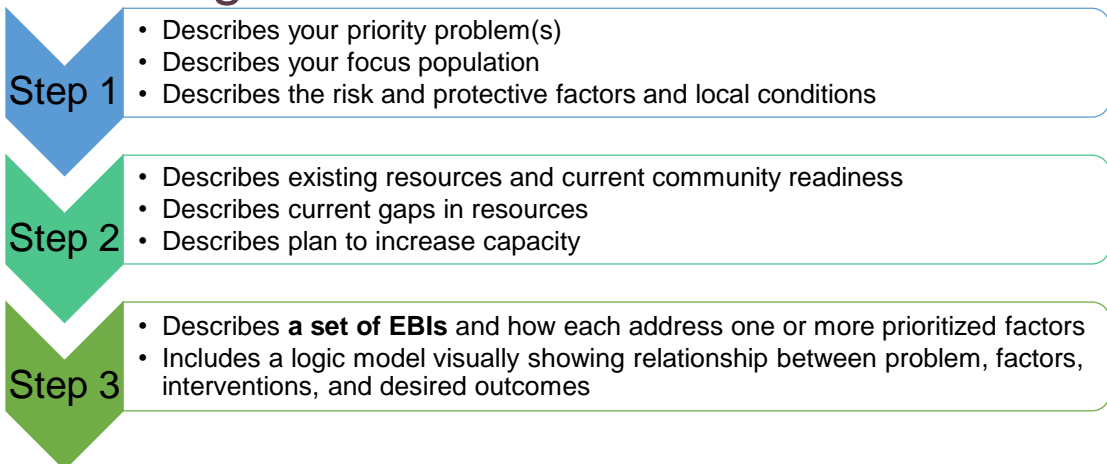 Step 1
• Describes your priority problem(s)
• Describes your focus population
• Describes the risk and protective factors and local conditions
Step 2
• Describes existing resources and current community readiness
• Describes current gaps in resources
• Describes plan to increase capacity
Step 3
• Describes a set of EBIs and how each address one or more prioritized factors
• Includes a logic model visually showing relationship between problem, factors,
interventions, and desired outcomes